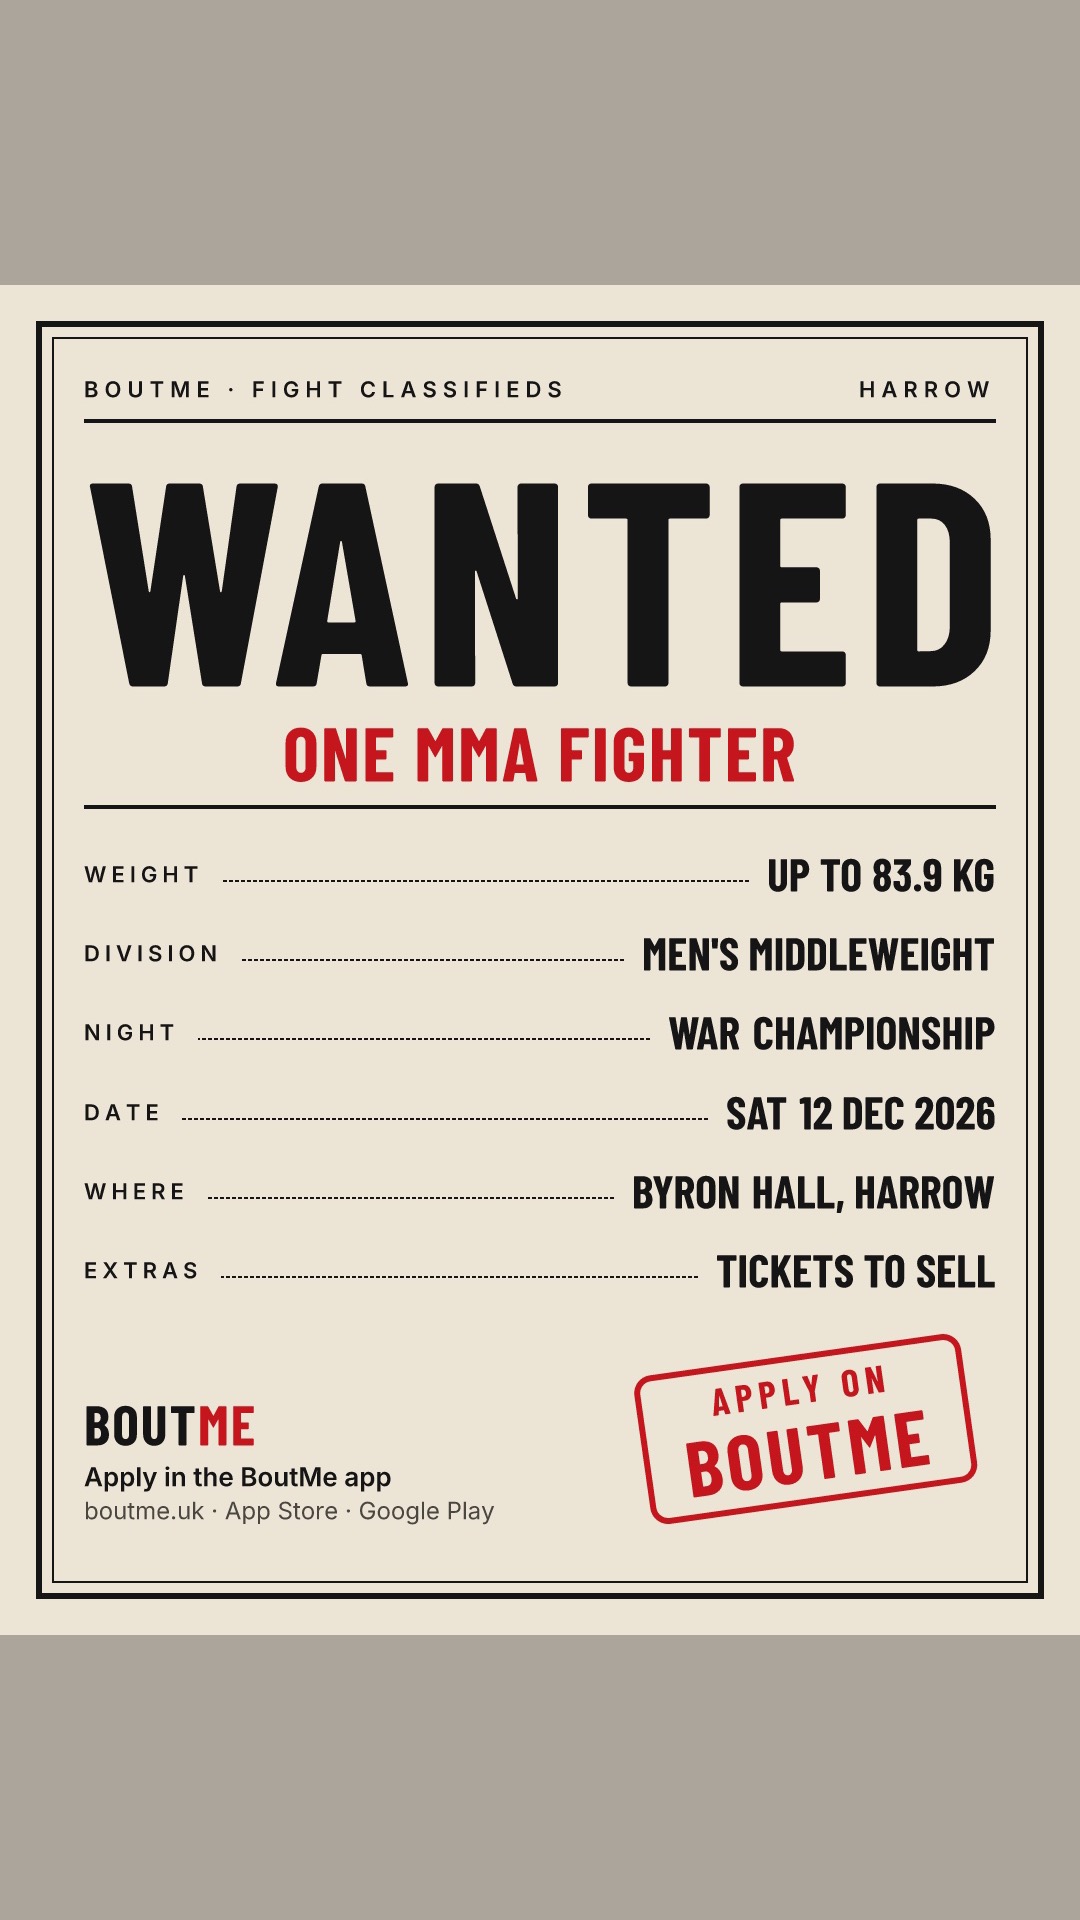 BOUTME · FIGHT CLASSIFIEDS HARROW
WANTED
ONE MMA FIGHTER
WEIGHT UP TO 83.9 KG
DIVISION MEN'S MIDDLEWEIGHT
NIGHT WAR CHAMPIONSHIP
DATE SAT 12 DEC 2026
WHERE BYRON HALL, HARROW
EXTRAS TICKETS TO SELL
APPLY ON
BOUTME
BOUTME
Apply in the BoutMe app
boutme.uk · App Store · Google Play